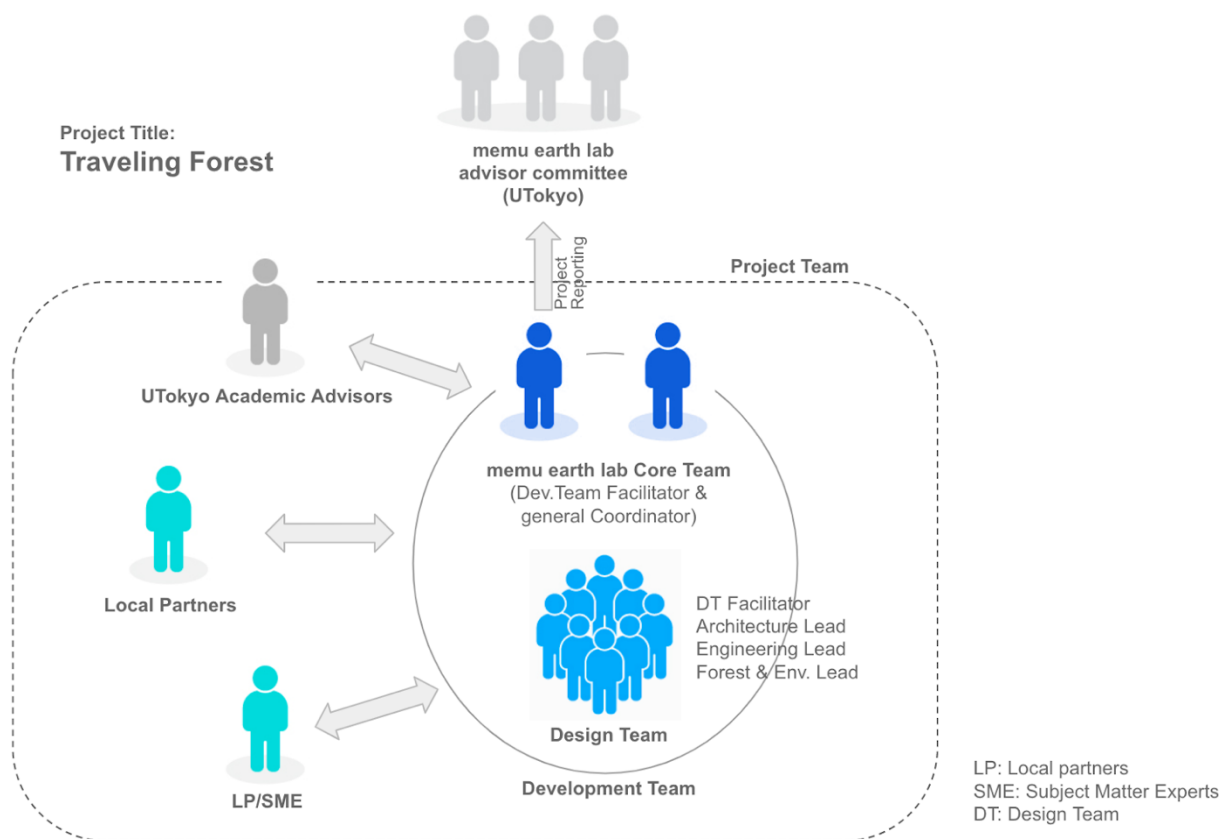 Project Title:
Traveling Forest
memu earth lab
advisor committee
(UTokyo)
Project
Reporting
Project Team
UTokyo Academic Advisors
memu earth lab Core Team
(Dev.Team Facilitator &
general Coordinator)
Local Partners
DT Facilitator
Architecture Lead
Engineering Lead
Forest & Env. Lead
Design Team
Development Team
LP/SME
LP: Local partners
SME: Subject Matter Experts
DT: Design Team